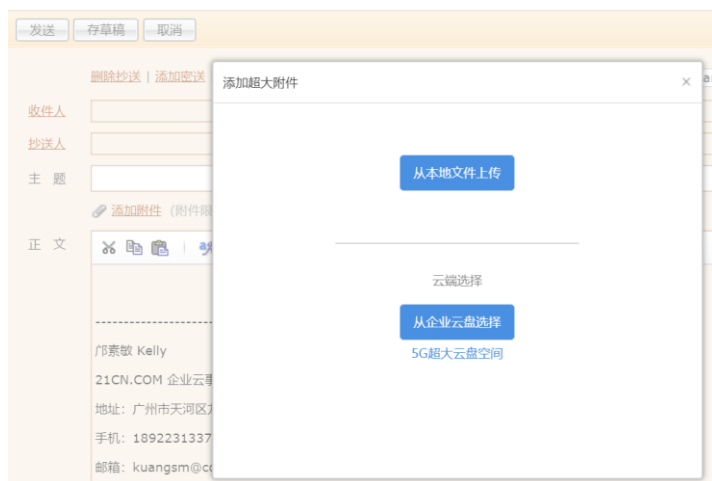 发送 存草稿 取消
删除抄送 | 添加密送
添加超大附件 ×
收件人
抄送人
从本地文件上传
主 题
添加附件 (附件限
正 文
云端选择
从企业云盘选择
5G超大云盘空间
--------------------
邝素敏 Kelly
21CN.COM 企业云事
地址：广州市天河区
手机：1892231337
邮箱：kuangsm@co